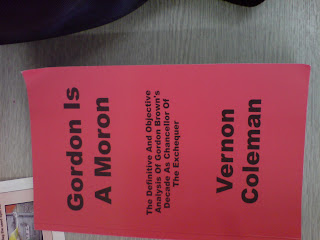 Gordon Is
A Moron
The Definitive And Objective
Analysis Of Gordon Brown's
Decade As Chancellor Of
The Exchequer
Vernon
Coleman